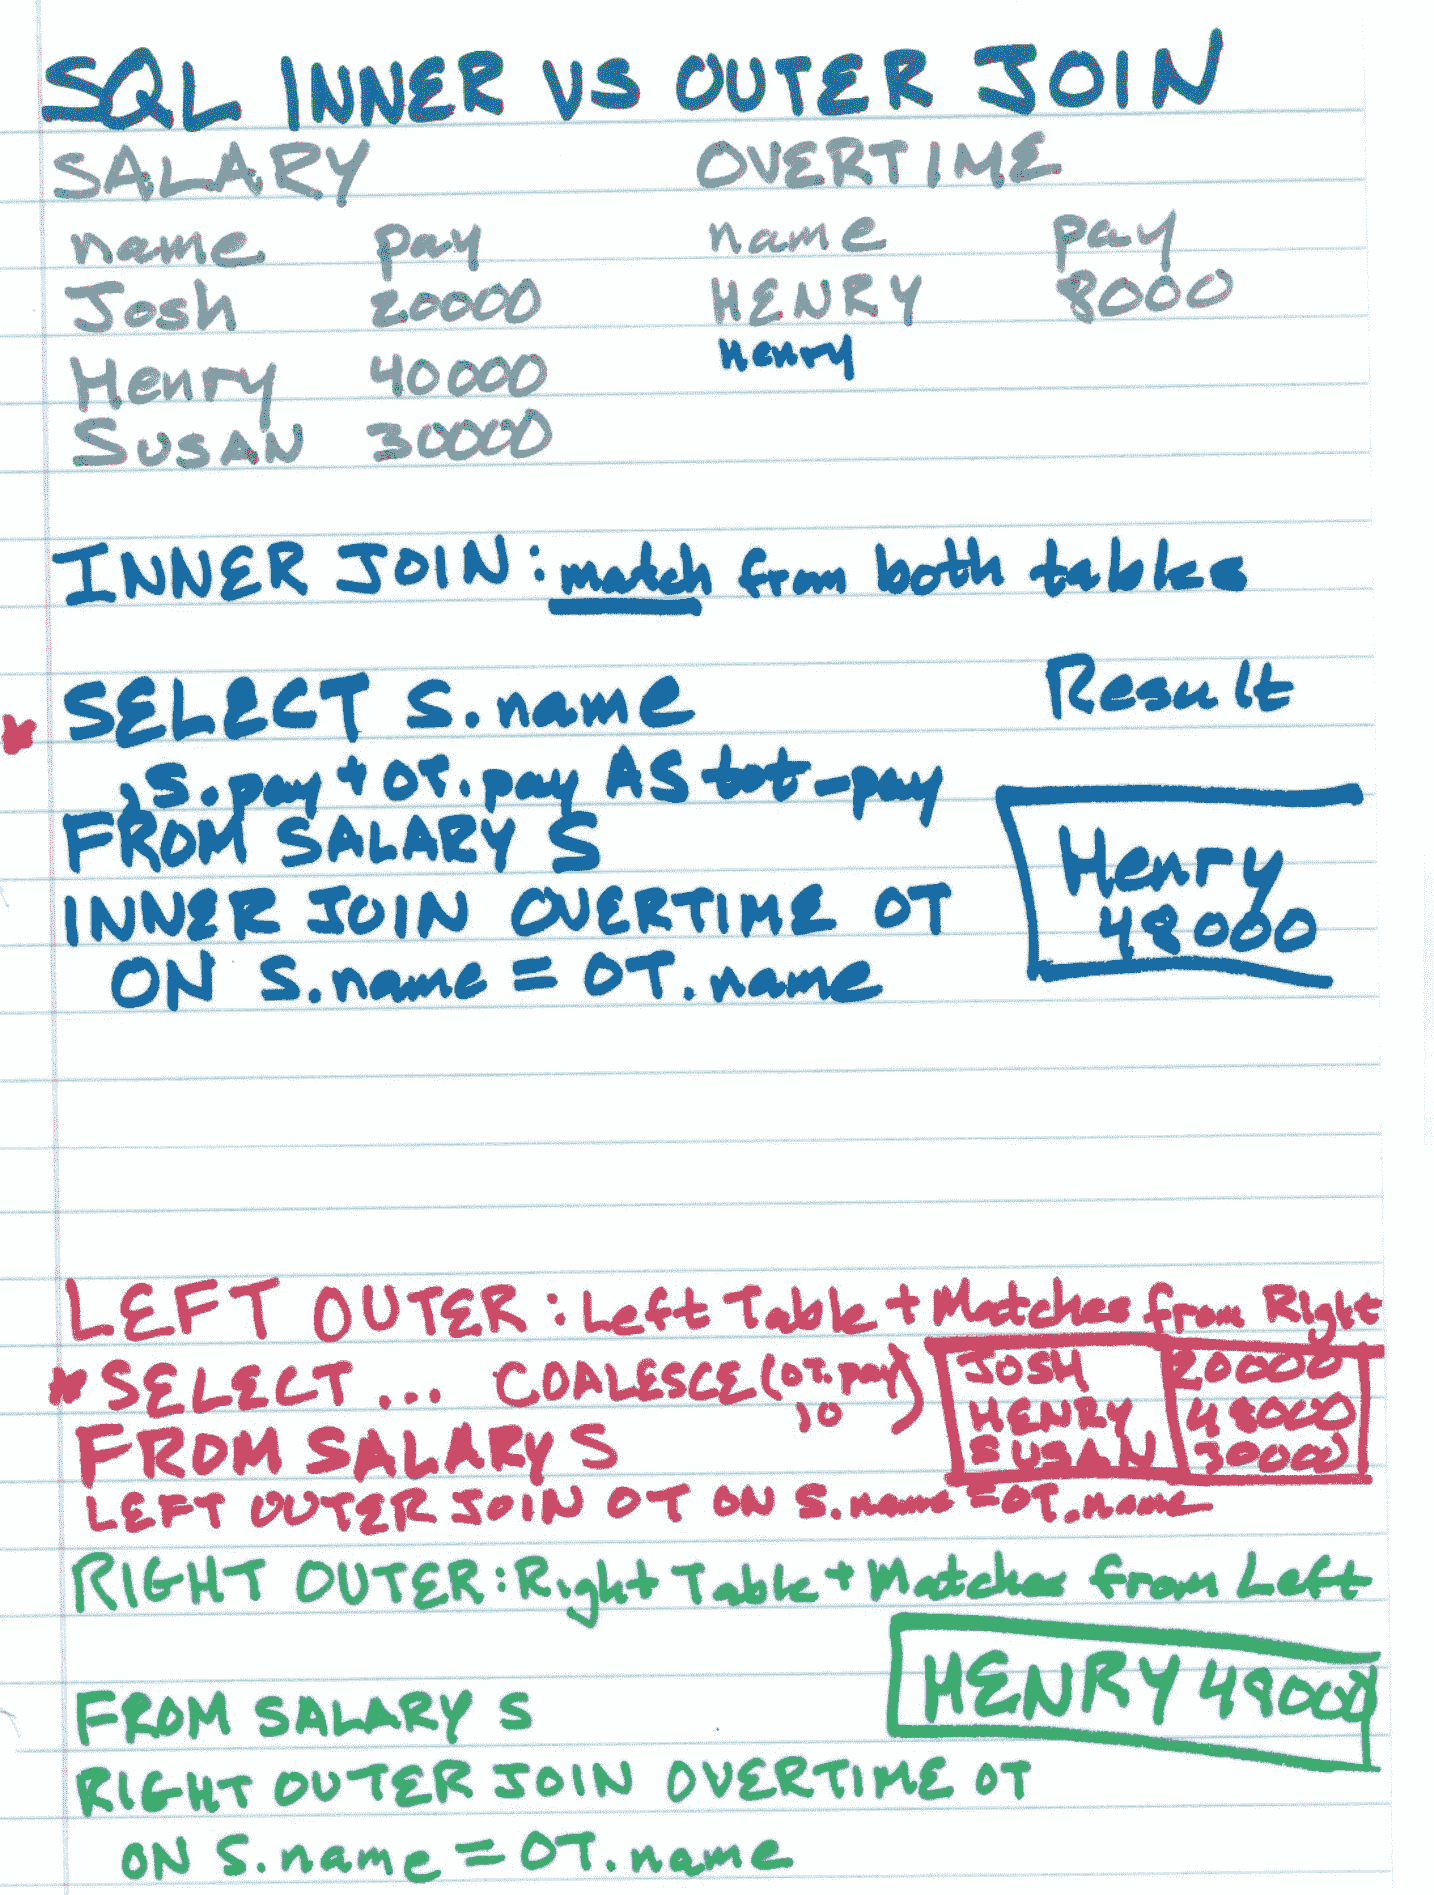 SQL INNER VS OUTER JOIN
SALARY OVERTIME
name pay name pay
Josh 20000 HENRY 8000
Henry 40000 Henry
SUSAN 30000
INNER JOIN: match from both tables
SELECT S.name Result
,S.pay + OT.pay AS tot-pay
FROM SALARY S
Henry
INNER JOIN OVERTIME OT
48000
ON S.name = OT.name
LEFT OUTER: Left Table + Matches from Right
* SELECT ... COALESCE (OT.pay JOSH 20000
,0) HENRY 48000
FROM SALARY S SUSAN 30000
LEFT OUTER JOIN OT ON S.name = OT.name
RIGHT OUTER: Right Table + Matches from Left
HENRY 48000
FROM SALARY S
RIGHT OUTER JOIN OVERTIME OT
ON S.name = OT.name